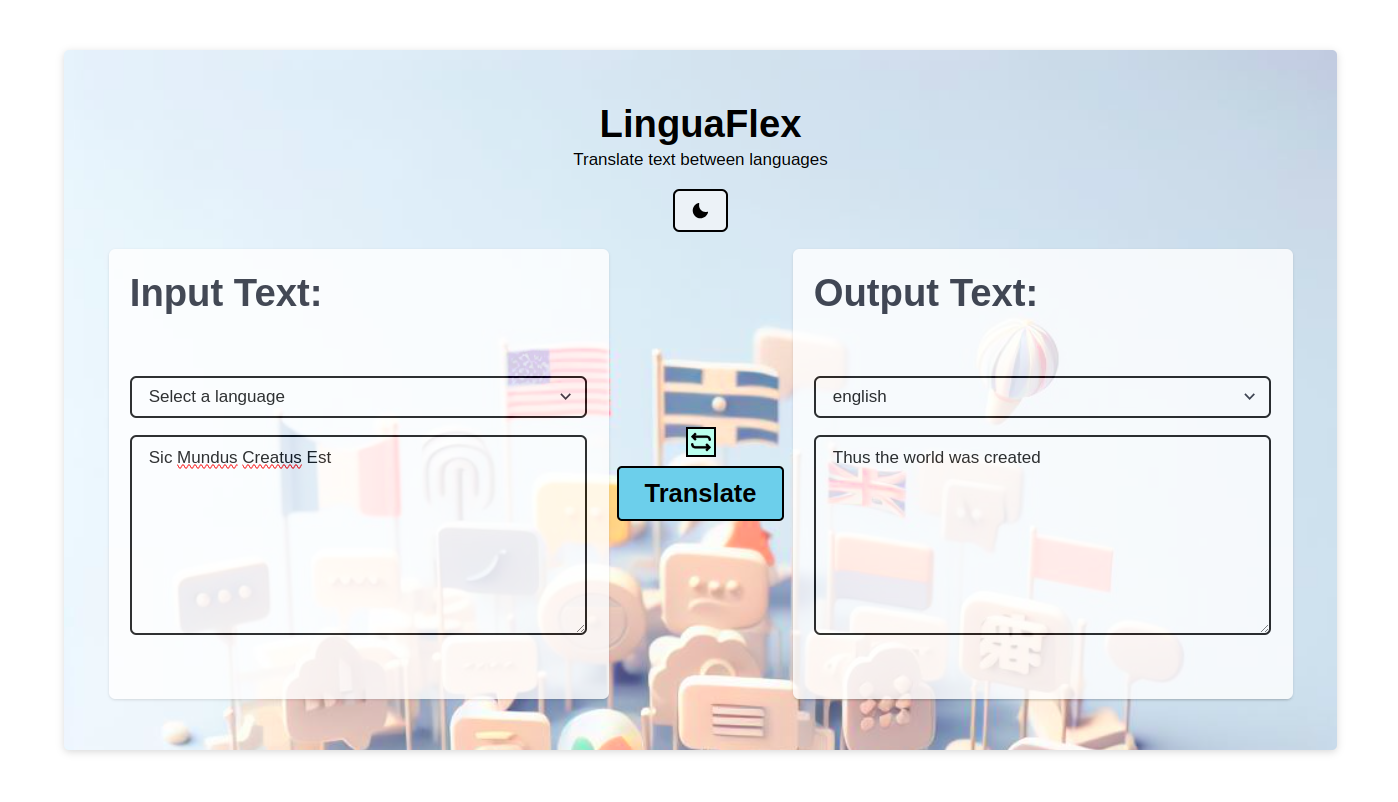 LinguaFlex
Translate text between languages
Input Text:
Select a language
Sic Mundus Creatus Est
Translate
Output Text:
english
Thus the world was created